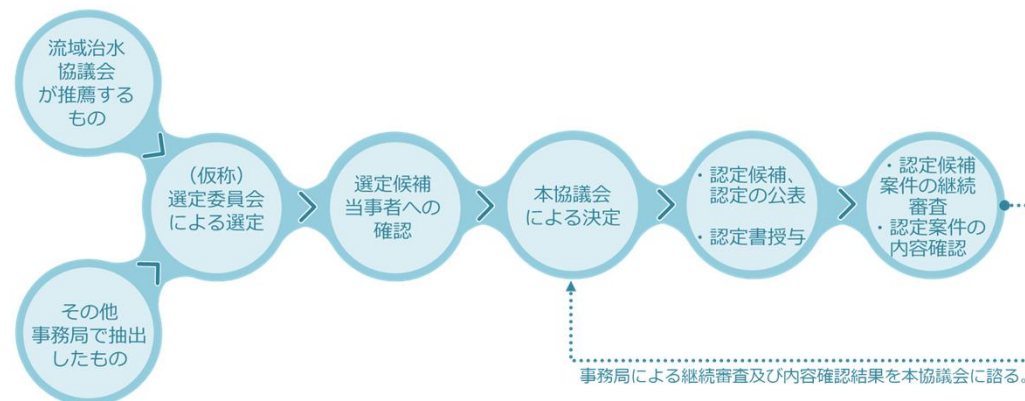 流域治水
協議会
が推薦する
もの
その他
事務局で抽出
したもの
（仮称）
選定委員会
による選定
選定候補
当事者への
確認
本協議会
による決定
・認定候補、
認定の公表
・認定書授与
・認定候補
案件の継続
審査
・認定案件の
内容確認
事務局による継続審査及び内容確認結果を本協議会に諮る。